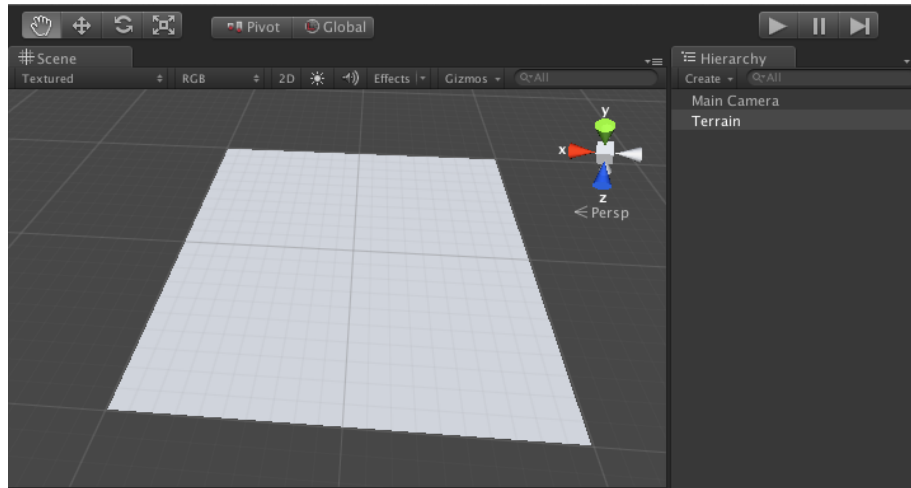 Pivot Global
Scene
Textured RGB 2D Effects Gizmos All
y
x
z
Persp
Hierarchy
Create All
Main Camera
Terrain